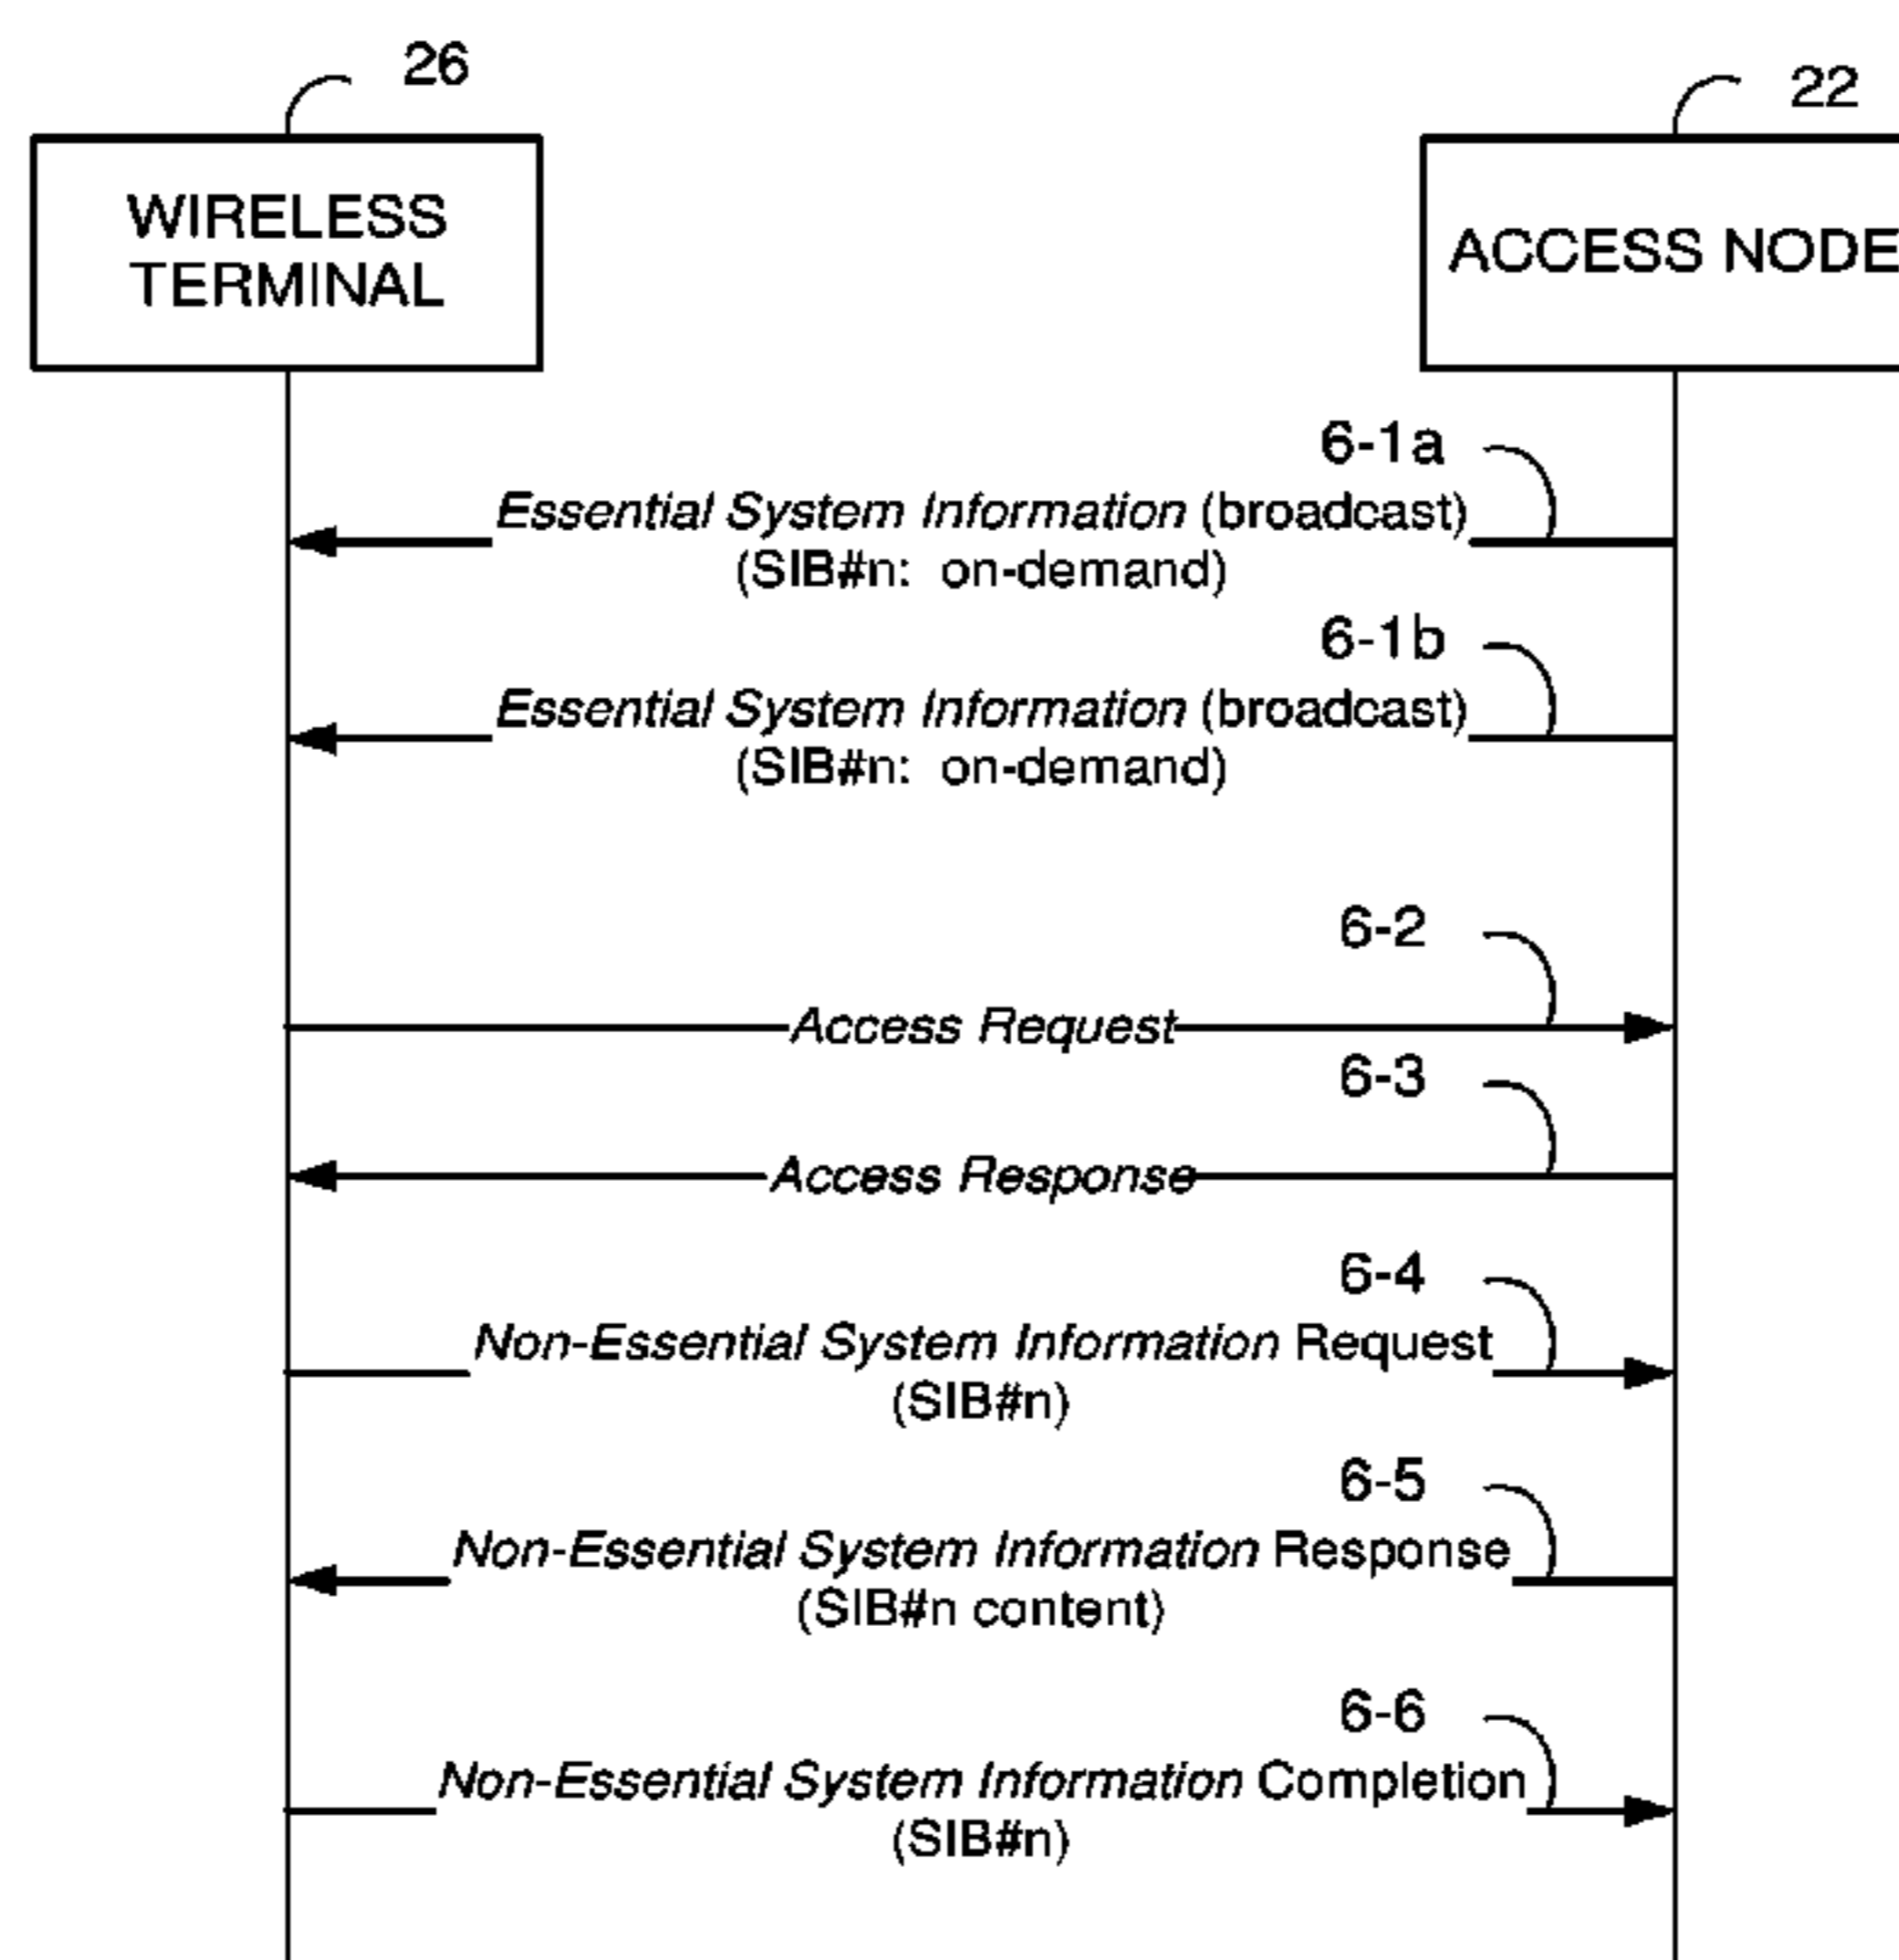 26
22
WIRELESS
TERMINAL
ACCESS NODE
6-1a
Essential System Information (broadcast)
(SIB#n: on-demand)
6-1b
Essential System Information (broadcast)
(SIB#n: on-demand)
6-2
Access Request
6-3
Access Response
6-4
Non-Essential System Information Request
(SIB#n)
6-5
Non-Essential System Information Response
(SIB#n content)
6-6
Non-Essential System Information Completion
(SIB#n)